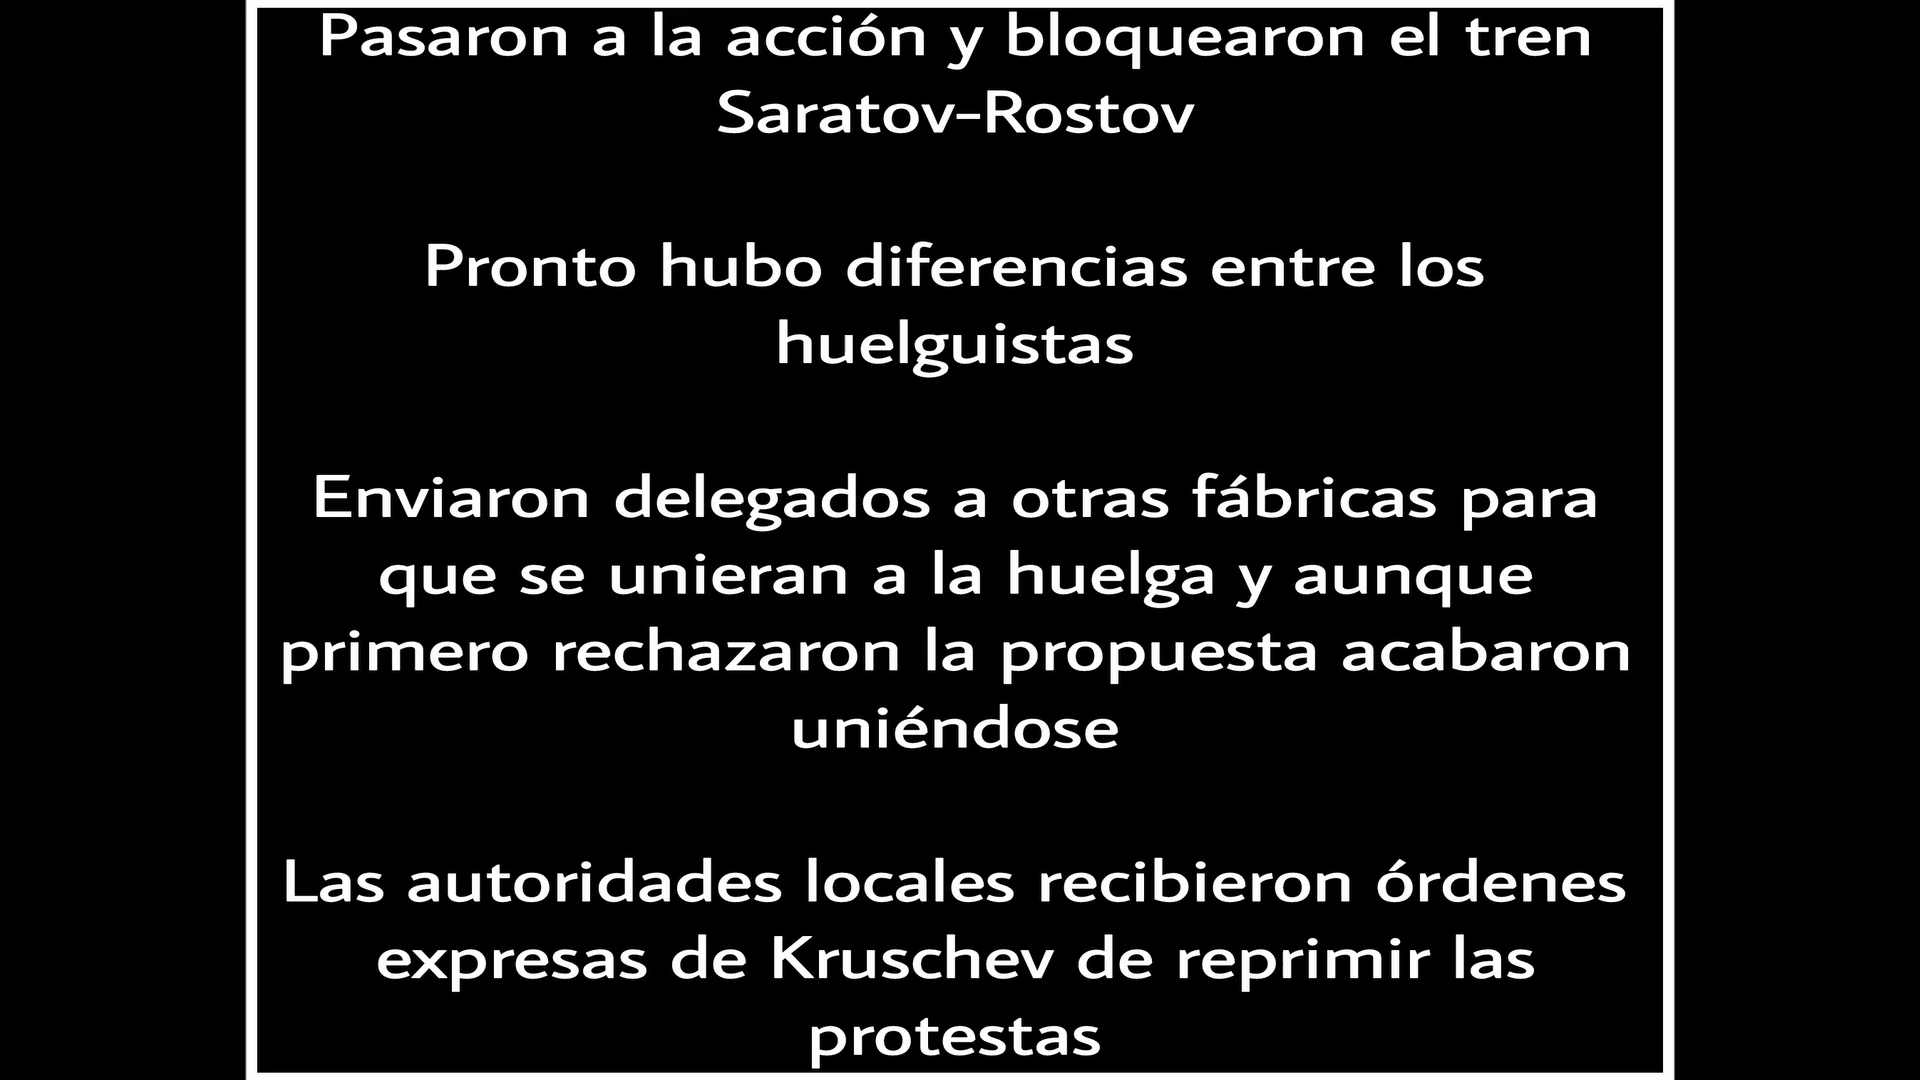 Pasaron a la acción y bloquearon el tren
Saratov-Rostov
Pronto hubo diferencias entre los
huelguistas
Enviaron delegados a otras fábricas para
que se unieran a la huelga y aunque
primero rechazaron la propuesta acabaron
uniéndose
Las autoridades locales recibieron órdenes
expresas de Kruschev de reprimir las
protestas